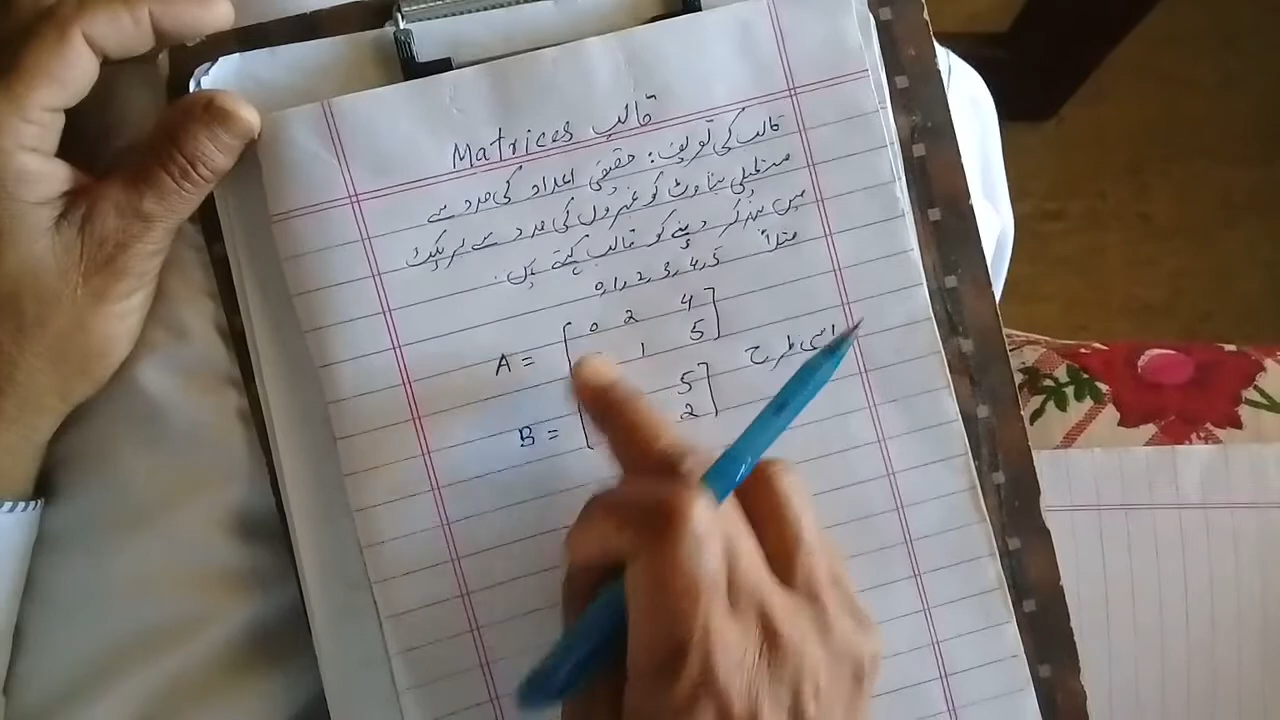 Matrices قالب
قالب کی تعریف: حقیقی اعداد کی مدد سے
مستطیلی بناوٹ کو عمودوں کی مدد سے بریکٹ
میں بند کر دینے کو قالب کہتے ہیں.
مثلاً 0, 1, 2, 3, 4, 5
A = [ 0 2 4
1 5 ]
اسی طرح
B = [ 5
2 ]